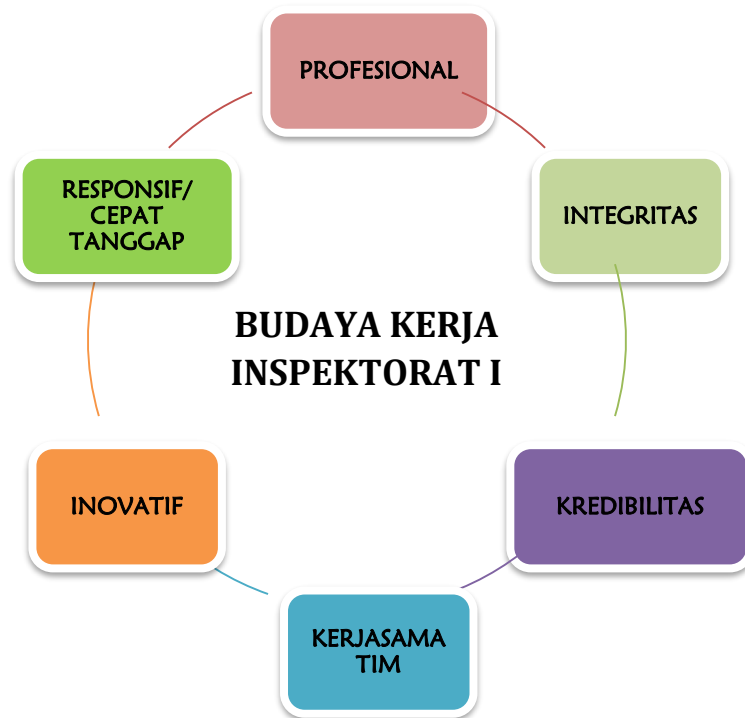 PROFESIONAL
INTEGRITAS
KREDIBILITAS
KERJASAMA
TIM
INOVATIF
RESPONSIF/
CEPAT
TANGGAP
BUDAYA KERJA
INSPEKTORAT I